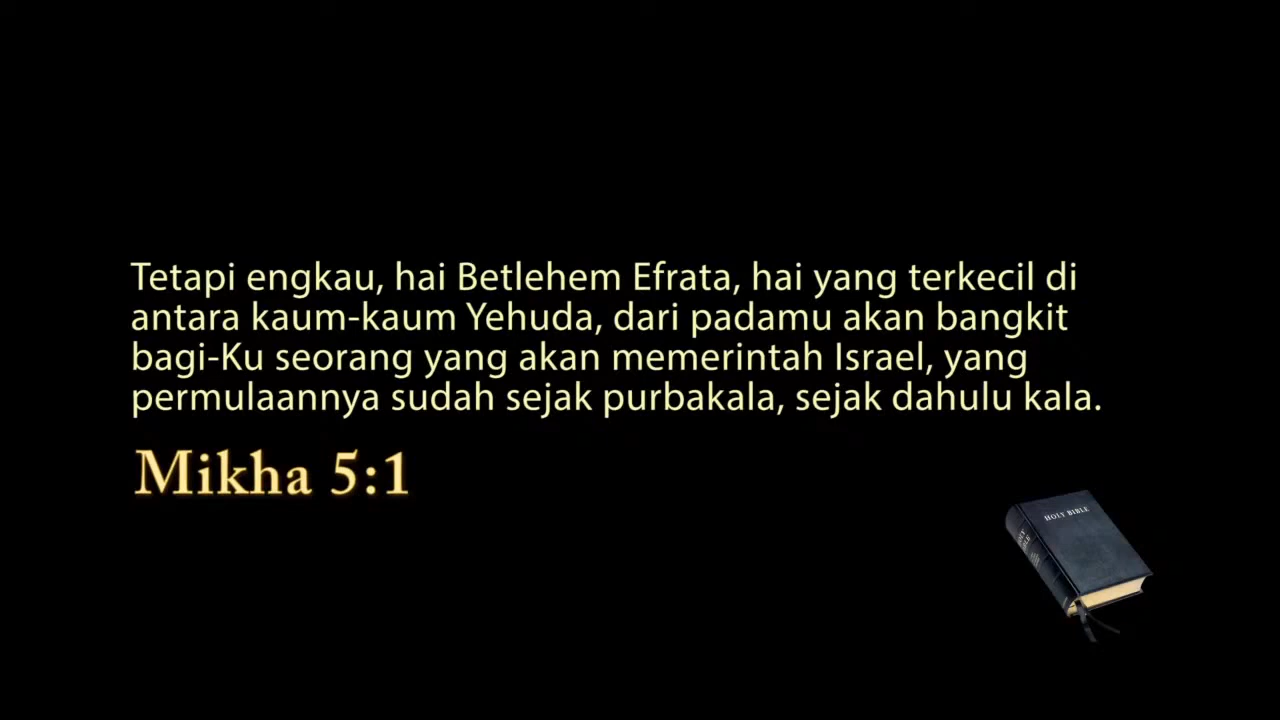 Tetapi engkau, hai Betlehem Efrata, hai yang terkecil di
antara kaum-kaum Yehuda, dari padamu akan bangkit
bagi-Ku seorang yang akan memerintah Israel, yang
permulaannya sudah sejak purbakala, sejak dahulu kala.
Mikha 5:1
HOLY BIBLE